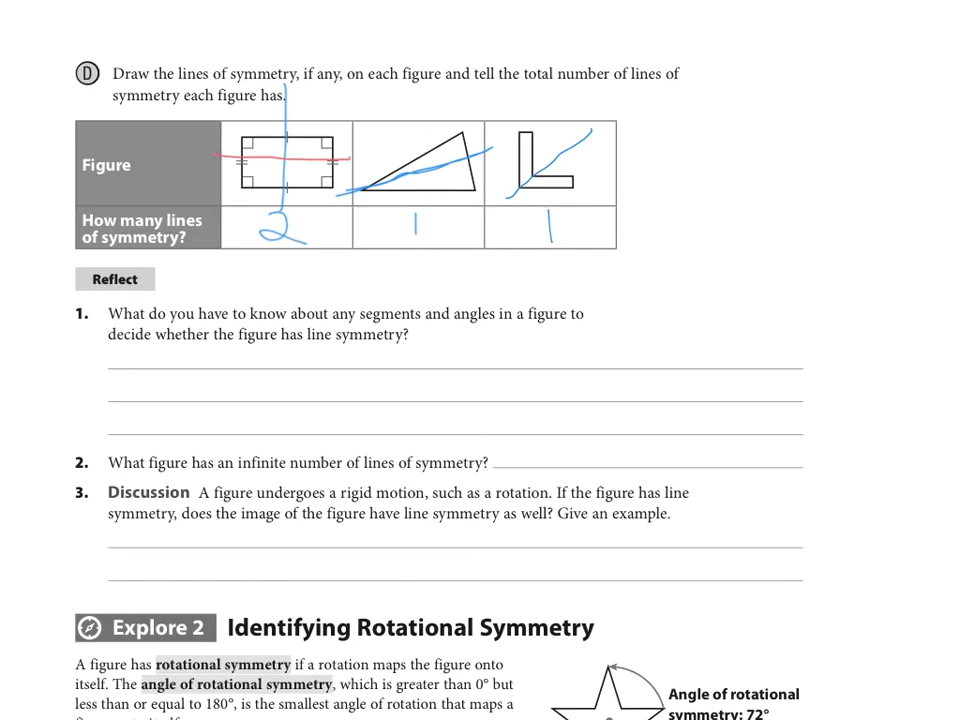 D Draw the lines of symmetry, if any, on each figure and tell the total number of lines of
symmetry each figure has.
Figure
How many lines
of symmetry?
2 1 1
Reflect
1. What do you have to know about any segments and angles in a figure to
decide whether the figure has line symmetry?
2. What figure has an infinite number of lines of symmetry?
3. Discussion A figure undergoes a rigid motion, such as a rotation. If the figure has line
symmetry, does the image of the figure have line symmetry as well? Give an example.
Explore 2 Identifying Rotational Symmetry
A figure has rotational symmetry if a rotation maps the figure onto
itself. The angle of rotational symmetry, which is greater than 0° but
less than or equal to 180°, is the smallest angle of rotation that maps a
Angle of rotational
symmetry: 72°